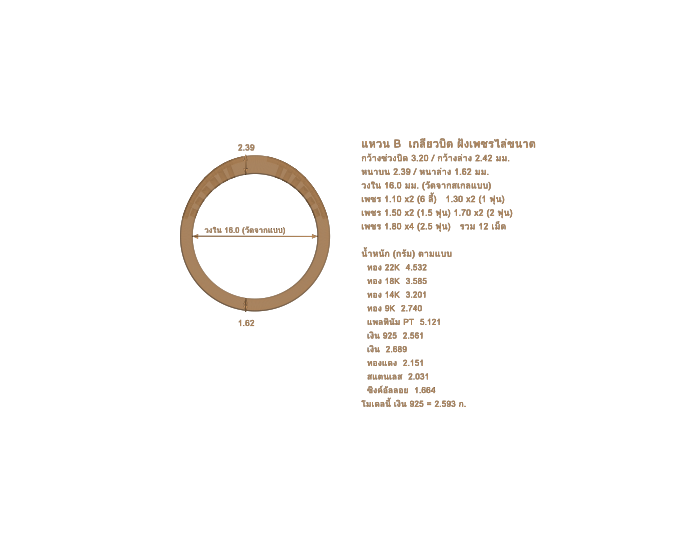 2.39
วงใน 16.0 (วัดจากแบบ)
1.62
แหวน B เกลียวบิด ฝังเพชรไล่ขนาด
กว้างช่วงบิด 3.20 / กว้างล่าง 2.42 มม.
หนาบน 2.39 / หนาล่าง 1.62 มม.
วงใน 16.0 มม. (วัดจากสเกลแบบ)
เพชร 1.10 x2 (6 ลี้) 1.30 x2 (1 หุ่น)
เพชร 1.50 x2 (1.5 หุ่น) 1.70 x2 (2 หุ่น)
เพชร 1.80 x4 (2.5 หุ่น) รวม 12 เม็ด
น้ำหนัก (กรัม) ตามแบบ
ทอง 22K 4.532
ทอง 18K 3.585
ทอง 14K 3.201
ทอง 9K 2.740
แพลทินัม PT 5.121
เงิน 925 2.561
เงิน 2.689
ทองแดง 2.151
สแตนเลส 2.031
ซิงค์อัลลอย 1.664
โมเดลนี้ เงิน 925 = 2.593 ก.